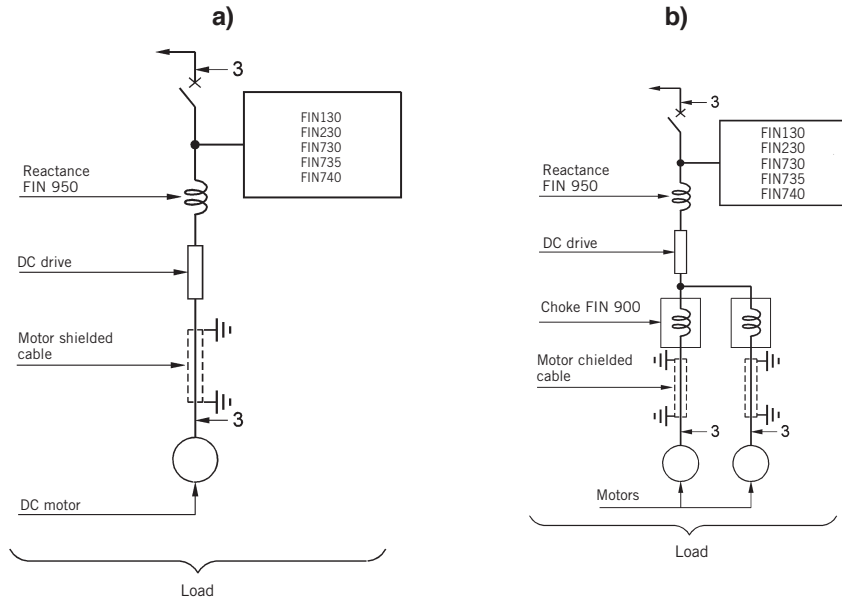 a)
3
FIN130
FIN230
FIN730
FIN735
FIN740
Reactance
FIN 950
DC drive
Motor shielded
cable
3
DC motor
Load
b)
3
FIN130
FIN230
FIN730
FIN735
FIN740
Reactance
FIN 950
DC drive
Choke FIN 900
Motor chielded
cable
3
3
Motors
Load